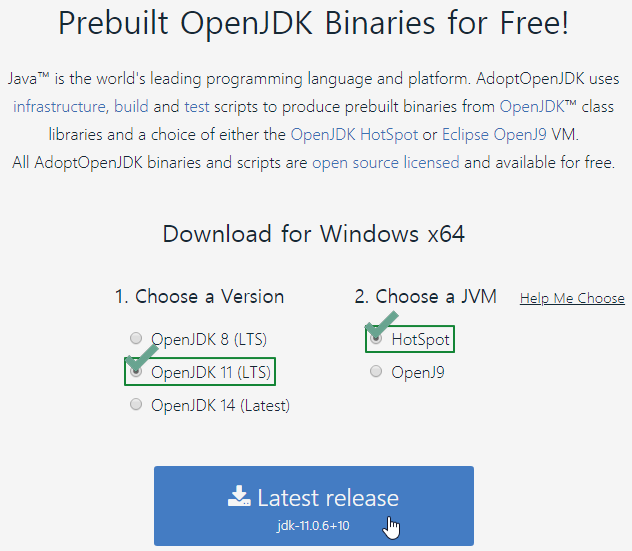 Prebuilt OpenJDK Binaries for Free!
Java™ is the world's leading programming language and platform. AdoptOpenJDK uses
infrastructure, build and test scripts to produce prebuilt binaries from OpenJDK™ class
libraries and a choice of either the OpenJDK HotSpot or Eclipse OpenJ9 VM.
All AdoptOpenJDK binaries and scripts are open source licensed and available for free.
Download for Windows x64
1. Choose a Version
OpenJDK 8 (LTS)
OpenJDK 11 (LTS)
OpenJDK 14 (Latest)
2. Choose a JVM
Help Me Choose
HotSpot
OpenJ9
Latest release
jdk-11.0.6+10